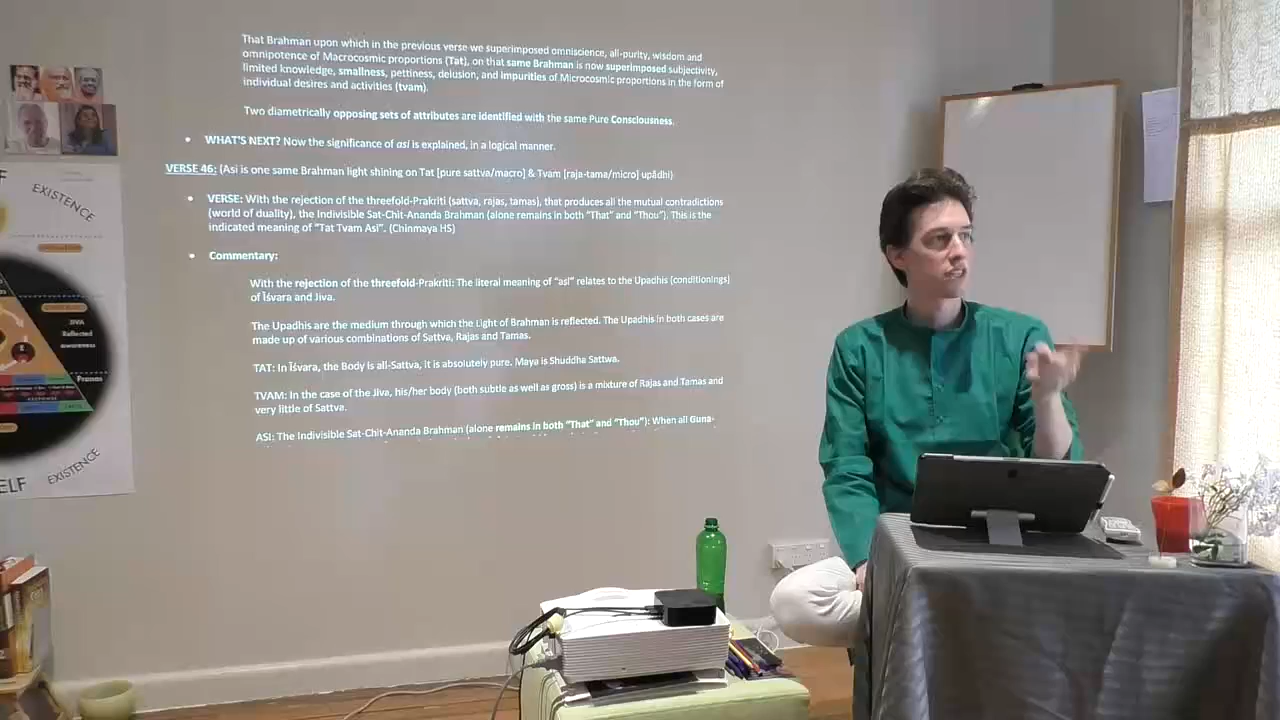 That Brahman upon which in the previous verse we superimposed omniscience, all-purity, wisdom and
omnipotence of Macrocosmic proportions (Tat), on that same Brahman is now superimposed subjectivity,
limited knowledge, smallness, pettiness, delusion, and impurities of Microcosmic proportions in the form of
individual desires and activities (tvam).
Two diametrically opposing sets of attributes are identified with the same Pure Consciousness.
• WHAT'S NEXT? Now the significance of asi is explained, in a logical manner.
VERSE 46: (Asi is one same Brahman light shining on Tat [pure sattva/macro] & Tvam [raja-tama/micro] upādhi)
• VERSE: With the rejection of the threefold-Prakriti (sattva, rajas, tamas), that produces all the mutual contradictions
(world of duality), the Indivisible Sat-Chit-Ananda Brahman (alone remains in both "That" and "Thou"). This is the
indicated meaning of "Tat Tvam Asi". (Chinmaya HS)
• Commentary:
With the rejection of the threefold-Prakriti: The literal meaning of "asi" relates to the Upadhis [conditionings]
of Īśvara and Jiva.
The Upadhis are the medium through which the Light of Brahman is reflected. The Upadhis in both cases are
made up of various combinations of Sattva, Rajas and Tamas.
TAT: In Īśvara, the Body is all-Sattva, it is absolutely pure. Maya is Shuddha Sattwa.
TVAM: In the case of the Jiva, his/her body (both subtle as well as gross) is a mixture of Rajas and Tamas and
very little of Sattva.
ASI: The Indivisible Sat-Chit-Ananda Brahman (alone remains in both "That" and "Thou"): When all Guna-
EXISTENCE
JIVA
Reflected
Pranas
ELF
EXISTENCE